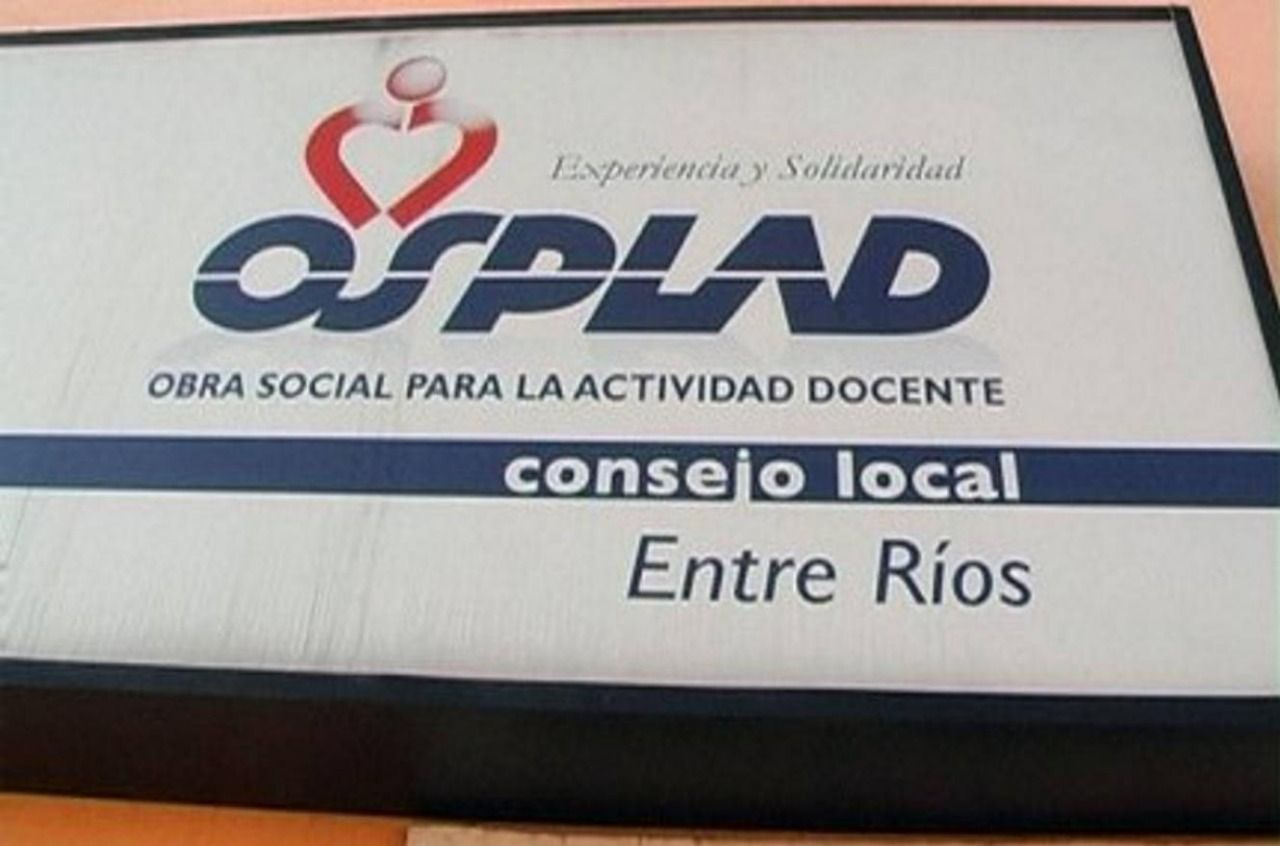 Experiencia y Solidaridad
OSPLAD
OBRA SOCIAL PARA LA ACTIVIDAD DOCENTE
consejo local
Entre Ríos